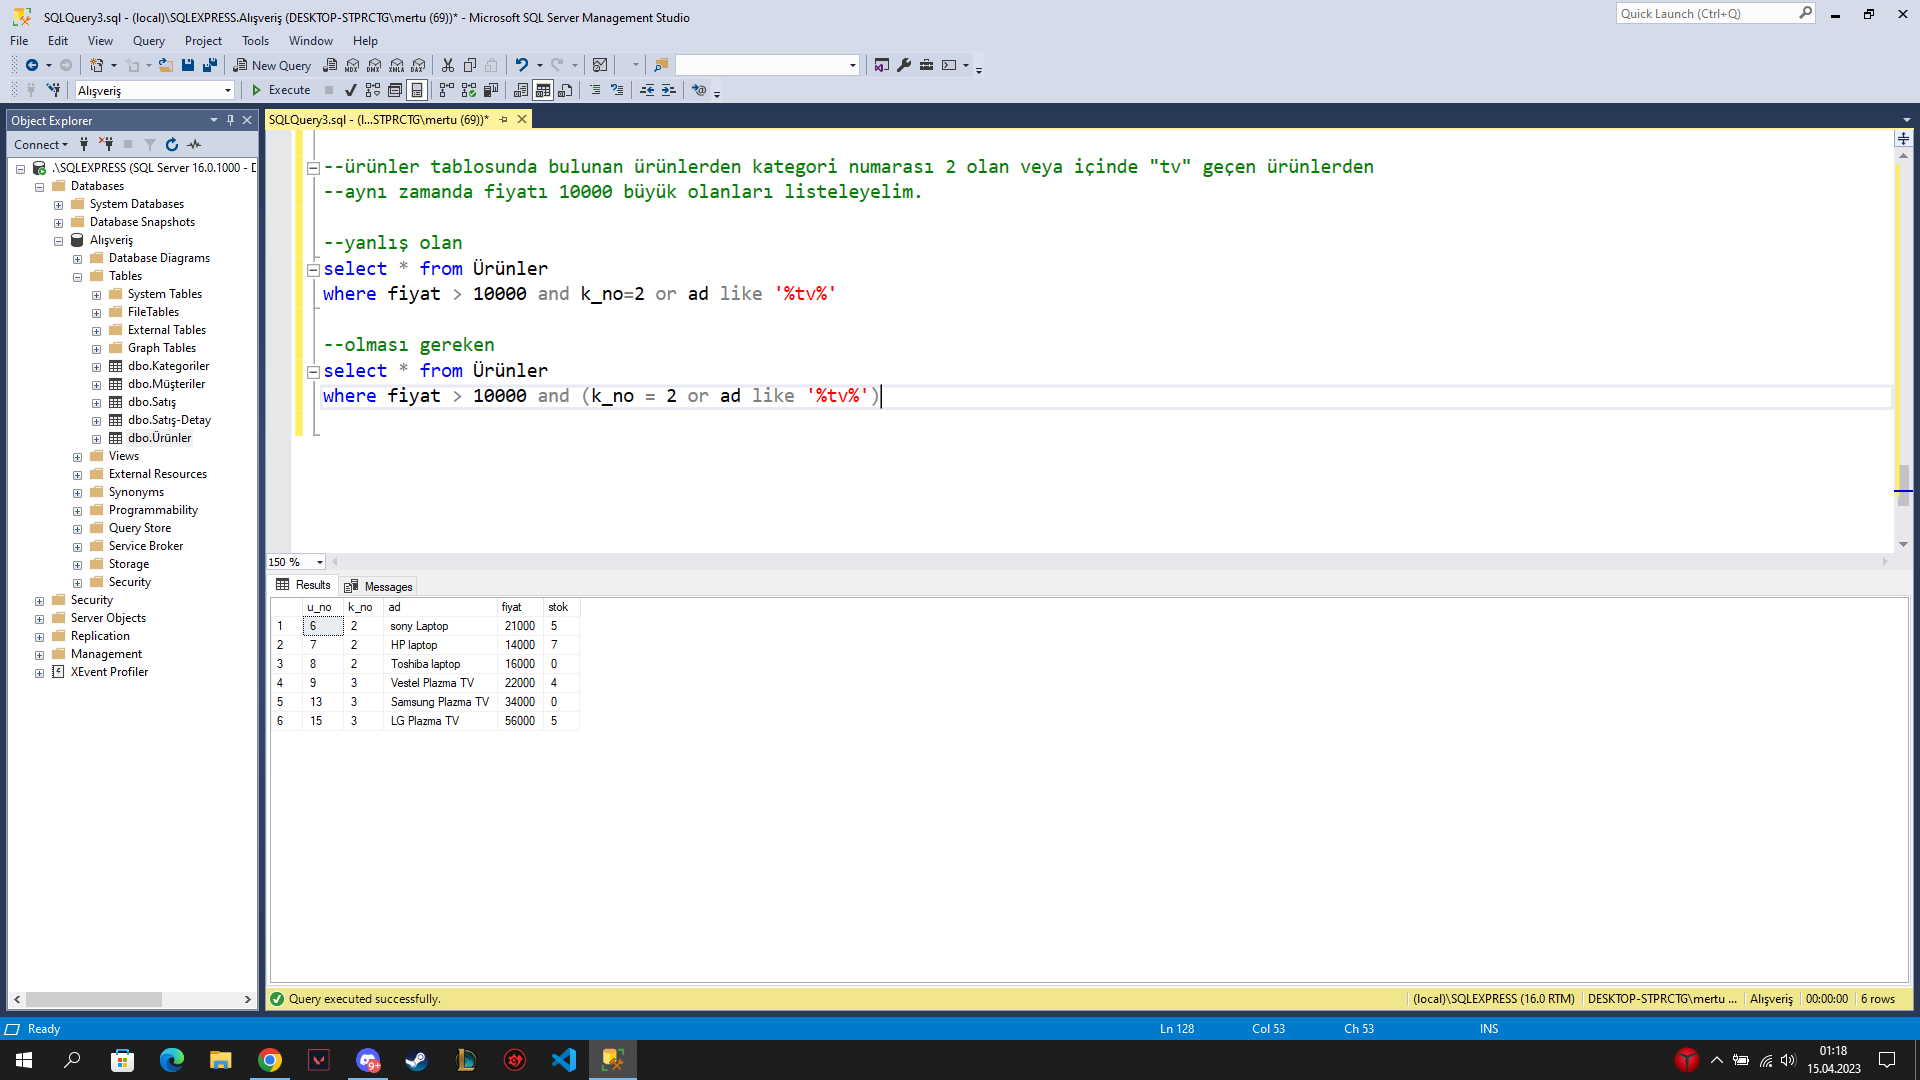 SQLQuery3.sql - (local)\SQLEXPRESS.Alışveriş (DESKTOP-STPRCTG\mertu (69))* - Microsoft SQL Server Management Studio
Quick Launch (Ctrl+Q)
File Edit View Query Project Tools Window Help
New Query
MDX DMX XMLA DAX
Alışveriş
Execute
Object Explorer
Connect
.\SQLEXPRESS (SQL Server 16.0.1000 - D
Databases
System Databases
Database Snapshots
Alışveriş
Database Diagrams
Tables
System Tables
FileTables
External Tables
Graph Tables
dbo.Kategoriler
dbo.Müşteriler
dbo.Satış
dbo.Satış-Detay
dbo.Ürünler
Views
External Resources
Synonyms
Programmability
Query Store
Service Broker
Storage
Security
Security
Server Objects
Replication
Management
XEvent Profiler
SQLQuery3.sql - (l...STPRCTG\mertu (69))*
--ürünler tablosunda bulunan ürünlerden kategori numarası 2 olan veya içinde "tv" geçen ürünlerden
--aynı zamanda fiyatı 10000 büyük olanları listeleyelim.
--yanlış olan
select * from Ürünler
where fiyat > 10000 and k_no=2 or ad like '%tv%'
--olması gereken
select * from Ürünler
where fiyat > 10000 and (k_no = 2 or ad like '%tv%')
150 %
Results Messages
u_no k_no ad fiyat stok
1 6 2 sony Laptop 21000 5
2 7 2 HP laptop 14000 7
3 8 2 Toshiba laptop 16000 0
4 9 3 Vestel Plazma TV 22000 4
5 13 3 Samsung Plazma TV 34000 0
6 15 3 LG Plazma TV 56000 5
Query executed successfully.
(local)\SQLEXPRESS (16.0 RTM) DESKTOP-STPRCTG\mertu ... Alışveriş 00:00:00 6 rows
Ready
Ln 128 Col 53 Ch 53 INS
9+
01:18
15.04.2023